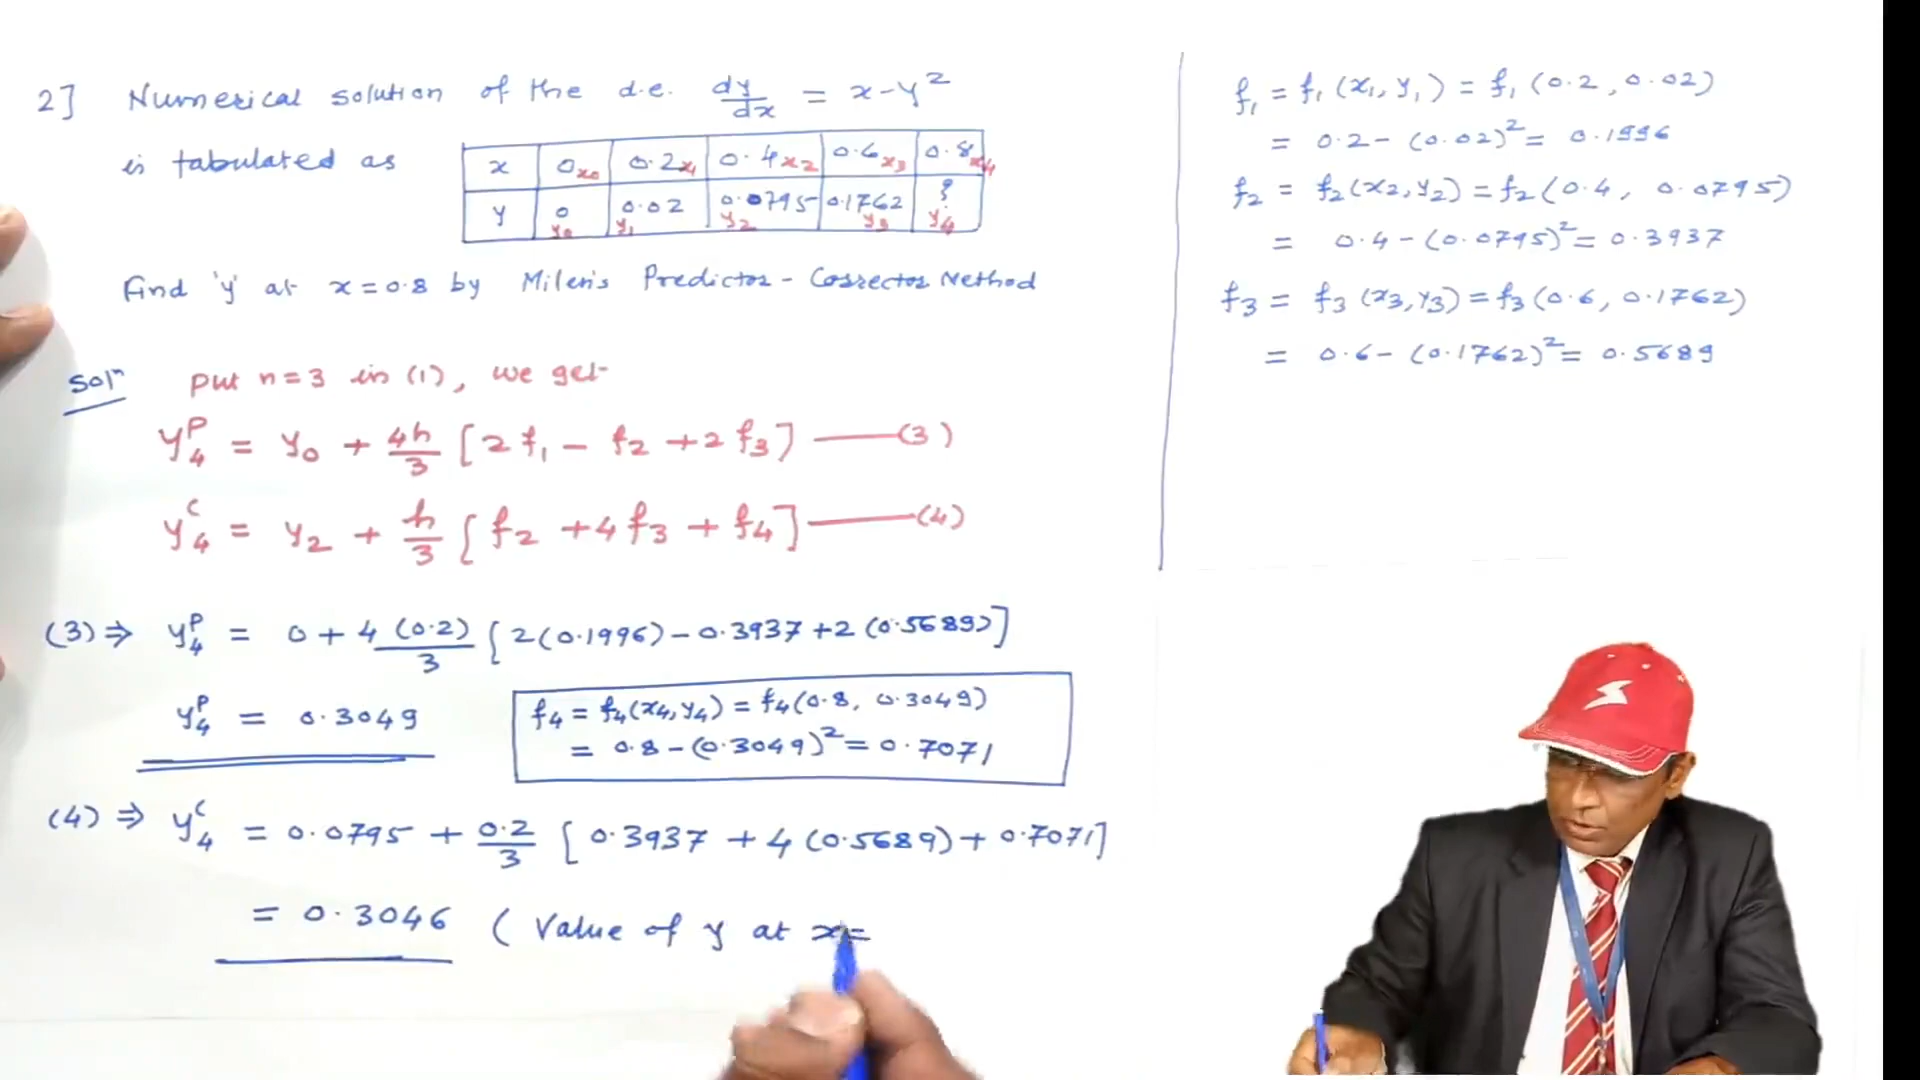 2] Numerical solution of the d.e. dy/dx = x-y²
is tabulated as
x 0 x₀ 0.2 x₁ 0.4 x₂ 0.6 x₃ 0.8 x₄
y 0 y₀ 0.02 y₁ 0.0795 y₂ 0.1762 y₃ ? y₄
Find 'y' at x=0.8 by Milen's Predictor - Corrector Method
Solⁿ put n=3 in (1), we get
y₄ᴾ = y₀ + 4h/3 [2f₁ - f₂ + 2f₃] ——(3)
y₄ᶜ = y₂ + h/3 [f₂ + 4f₃ + f₄] ——(4)
(3)⇒ y₄ᴾ = 0 + 4(0.2)/3 [2(0.1996) - 0.3937 + 2(0.5689)]
y₄ᴾ = 0.3049
f₄ = f₄(x₄,y₄) = f₄(0.8, 0.3049)
= 0.8-(0.3049)² = 0.7071
(4)⇒ y₄ᶜ = 0.0795 + 0.2/3 [0.3937 + 4(0.5689) + 0.7071]
= 0.3046 ( Value of y at x=
f₁ = f₁(x₁,y₁) = f₁(0.2, 0.02)
= 0.2-(0.02)² = 0.1996
f₂ = f₂(x₂,y₂) = f₂(0.4, 0.0795)
= 0.4-(0.0795)² = 0.3937
f₃ = f₃(x₃,y₃) = f₃(0.6, 0.1762)
= 0.6-(0.1762)² = 0.5689